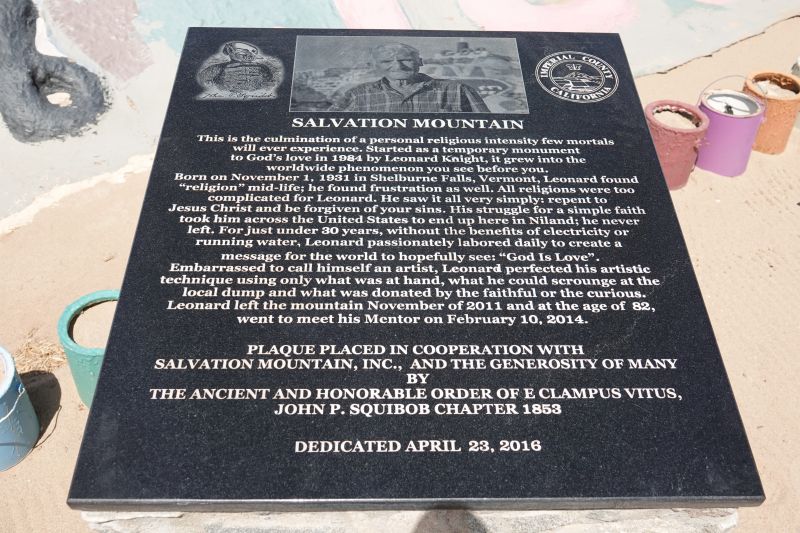 IMPERIAL COUNTY
CALIFORNIA
SALVATION MOUNTAIN
This is the culmination of a personal religious intensity few mortals
will ever experience. Started as a temporary monument
to God's love in 1984 by Leonard Knight, it grew into the
worldwide phenomenon you see before you.
Born on November 1, 1931 in Shelburne Falls, Vermont, Leonard found
"religion" mid-life; he found frustration as well. All religions were too
complicated for Leonard. He saw it all very simply: repent to
Jesus Christ and be forgiven of your sins. His struggle for a simple faith
took him across the United States to end up here in Niland; he never
left. For just under 30 years, without the benefits of electricity or
running water, Leonard passionately labored daily to create a
message for the world to hopefully see: "God Is Love".
Embarrassed to call himself an artist, Leonard perfected his artistic
technique using only what was at hand, what he could scrounge at the
local dump and what was donated by the faithful or the curious.
Leonard left the mountain November of 2011 and at the age of 82,
went to meet his Mentor on February 10, 2014.
PLAQUE PLACED IN COOPERATION WITH
SALVATION MOUNTAIN, INC., AND THE GENEROSITY OF MANY
BY
THE ANCIENT AND HONORABLE ORDER OF E CLAMPUS VITUS,
JOHN P. SQUIBOB CHAPTER 1853
DEDICATED APRIL 23, 2016